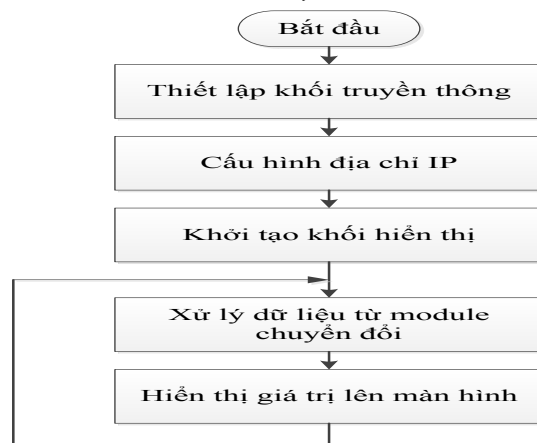 Bắt đầu
Thiết lập khối truyền thông
Cấu hình địa chỉ IP
Khởi tạo khối hiển thị
Xử lý dữ liệu từ module
chuyển đổi
Hiển thị giá trị lên màn hình